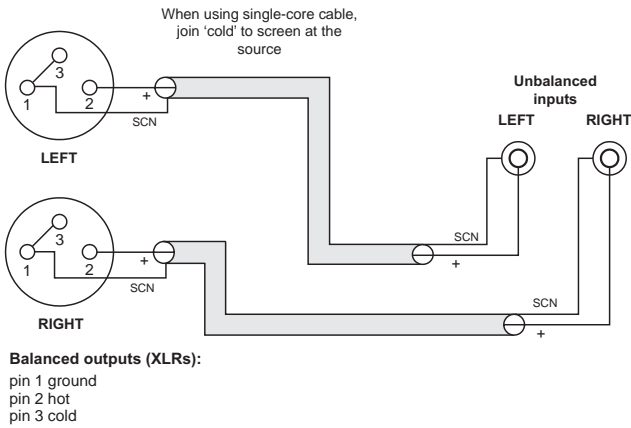 When using single-core cable,
join ‘cold’ to screen at the
source
3
1
2
+
SCN
LEFT
Unbalanced
inputs
LEFT RIGHT
SCN
+
3
1
2
+
SCN
RIGHT
SCN
+
Balanced outputs (XLRs):
pin 1 ground
pin 2 hot
pin 3 cold